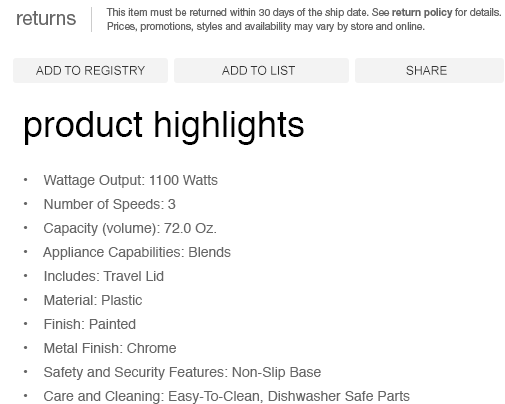 returns
This item must be returned within 30 days of the ship date. See return policy for details.
Prices, promotions, styles and availability may vary by store and online.
ADD TO REGISTRY
ADD TO LIST
SHARE
product highlights
• Wattage Output: 1100 Watts
• Number of Speeds: 3
• Capacity (volume): 72.0 Oz.
• Appliance Capabilities: Blends
• Includes: Travel Lid
• Material: Plastic
• Finish: Painted
• Metal Finish: Chrome
• Safety and Security Features: Non-Slip Base
• Care and Cleaning: Easy-To-Clean, Dishwasher Safe Parts